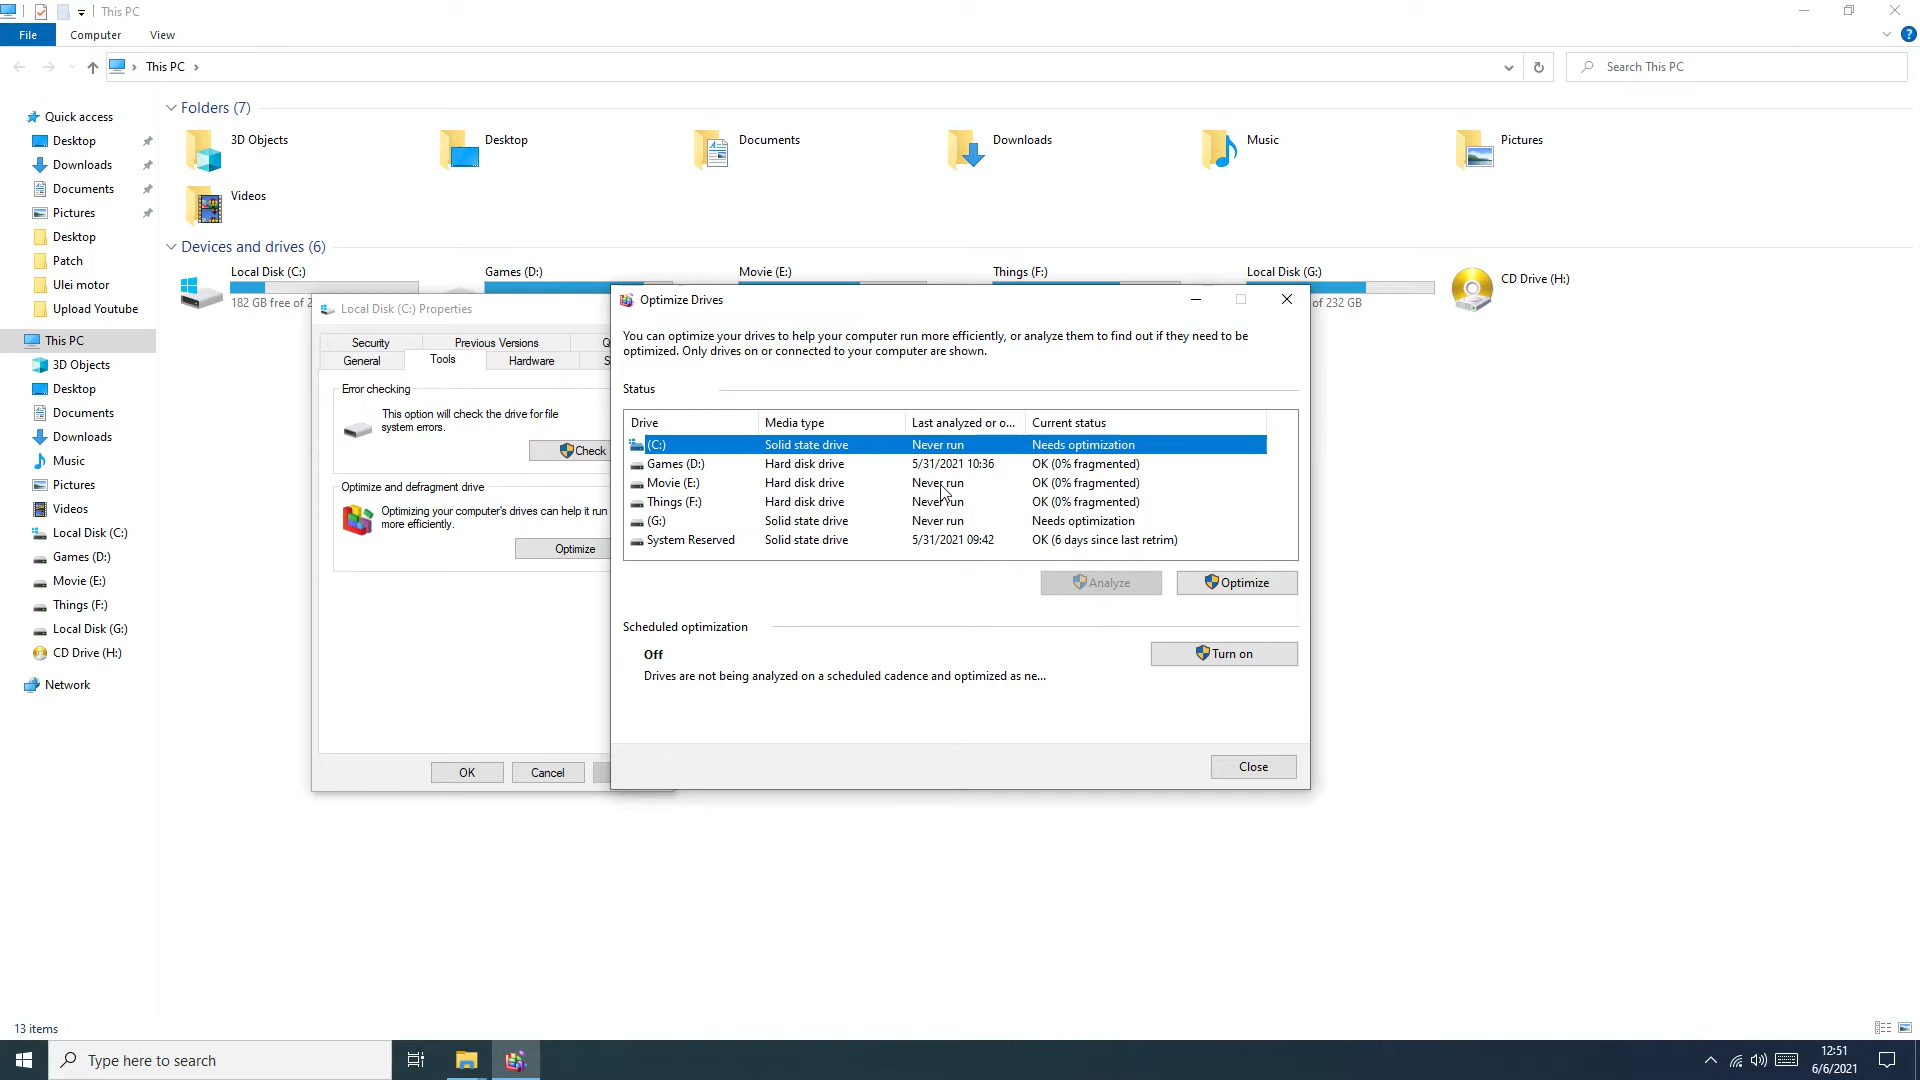 This PC
File
Computer
View
This PC
Search This PC
Quick access
Desktop
Downloads
Documents
Pictures
Desktop
Patch
Ulei motor
Upload Youtube
This PC
3D Objects
Desktop
Documents
Downloads
Music
Pictures
Videos
Local Disk (C:)
Games (D:)
Movie (E:)
Things (F:)
Local Disk (G:)
CD Drive (H:)
Network
Folders (7)
3D Objects
Desktop
Documents
Downloads
Music
Pictures
Videos
Devices and drives (6)
Local Disk (C:)
182 GB free of 2
Games (D:)
Movie (E:)
Things (F:)
Local Disk (G:)
of 232 GB
CD Drive (H:)
Local Disk (C:) Properties
Security
Previous Versions
Q
General
Tools
Hardware
S
Error checking
This option will check the drive for file
system errors.
Check
Optimize and defragment drive
Optimizing your computer's drives can help it run
more efficiently.
Optimize
OK
Cancel
Optimize Drives
You can optimize your drives to help your computer run more efficiently, or analyze them to find out if they need to be
optimized. Only drives on or connected to your computer are shown.
Status
Drive Media type Last analyzed or o... Current status
(C:) Solid state drive Never run Needs optimization
Games (D:) Hard disk drive 5/31/2021 10:36 OK (0% fragmented)
Movie (E:) Hard disk drive Never run OK (0% fragmented)
Things (F:) Hard disk drive Never run OK (0% fragmented)
(G:) Solid state drive Never run Needs optimization
System Reserved Solid state drive 5/31/2021 09:42 OK (6 days since last retrim)
Analyze
Optimize
Scheduled optimization
Off
Turn on
Drives are not being analyzed on a scheduled cadence and optimized as ne...
Close
13 items
Type here to search
12:51
6/6/2021